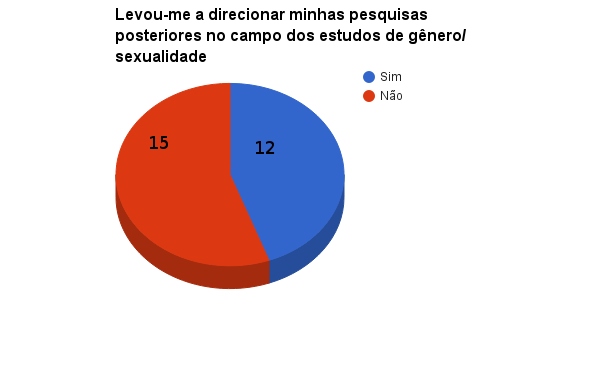 Levou-me a direcionar minhas pesquisas
posteriores no campo dos estudos de gênero/
sexualidade
Sim
Não
15
12